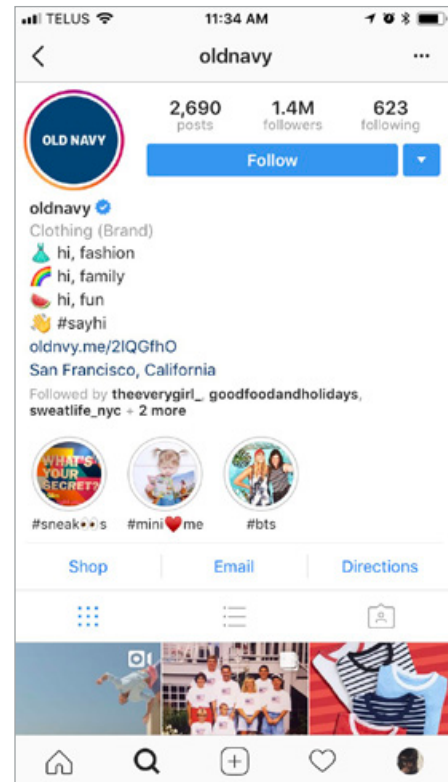 TELUS 11:34 AM
oldnavy
OLD NAVY
2,690 1.4M 623
posts followers following
Follow
oldnavy
Clothing (Brand)
👗 hi, fashion
🌈 hi, family
🍉 hi, fun
👋 #sayhi
oldnvy.me/2IQGfhO
San Francisco, California
Followed by theeverygirl_, goodfoodandholidays,
sweatlife_nyc + 2 more
WHAT'S
YOUR
SECRET?
#sneak👀s #mini❤️me #bts
Shop Email Directions